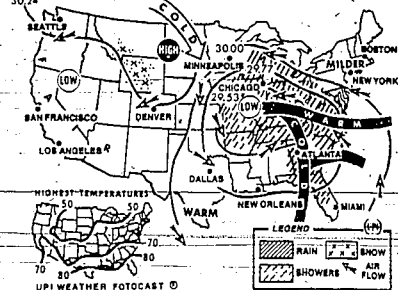 30.24
SEATTLE
COLD
HIGH
30.00
MINNEAPOLIS
29.77
BOSTON
MILDER
NEW YORK
LOW
CHICAGO
29.53
LOW
WARM
SAN FRANCISCO
DENVER
COLD
ATLANTA
LOS ANGELES
DALLAS
HIGHEST TEMPERATURES
WARM
NEW ORLEANS
MIAMI
50
50
70
70
80
80
LEGEND
RAIN
SNOW
SHOWERS
AIR
FLOW
UPI WEATHER FOTOCAST ®